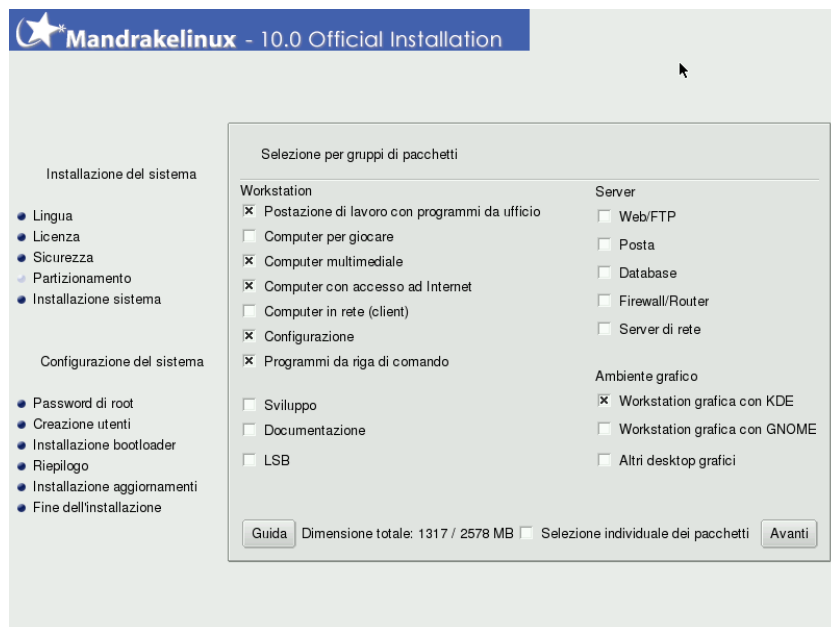 Mandrakelinux - 10.0 Official Installation
Installazione del sistema
Lingua
Licenza
Sicurezza
Partizionamento
Installazione sistema
Configurazione del sistema
Password di root
Creazione utenti
Installazione bootloader
Riepilogo
Installazione aggiornamenti
Fine dell'installazione
Selezione per gruppi di pacchetti
Workstation
Postazione di lavoro con programmi da ufficio
Computer per giocare
Computer multimediale
Computer con accesso ad Internet
Computer in rete (client)
Configurazione
Programmi da riga di comando
Sviluppo
Documentazione
LSB
Server
Web/FTP
Posta
Database
Firewall/Router
Server di rete
Ambiente grafico
Workstation grafica con KDE
Workstation grafica con GNOME
Altri desktop grafici
Guida Dimensione totale: 1317 / 2578 MB Selezione individuale dei pacchetti Avanti